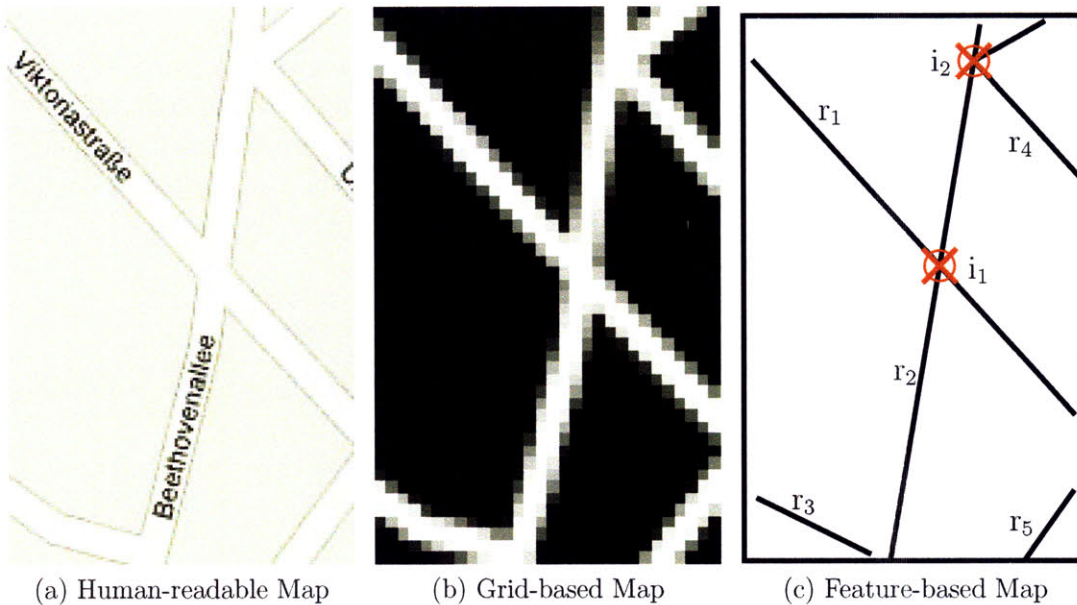 Viktoriastraße
Beethovenallee
U
i₂
r₁
r₄
i₁
r₂
r₃
r₅
(a) Human-readable Map
(b) Grid-based Map
(c) Feature-based Map